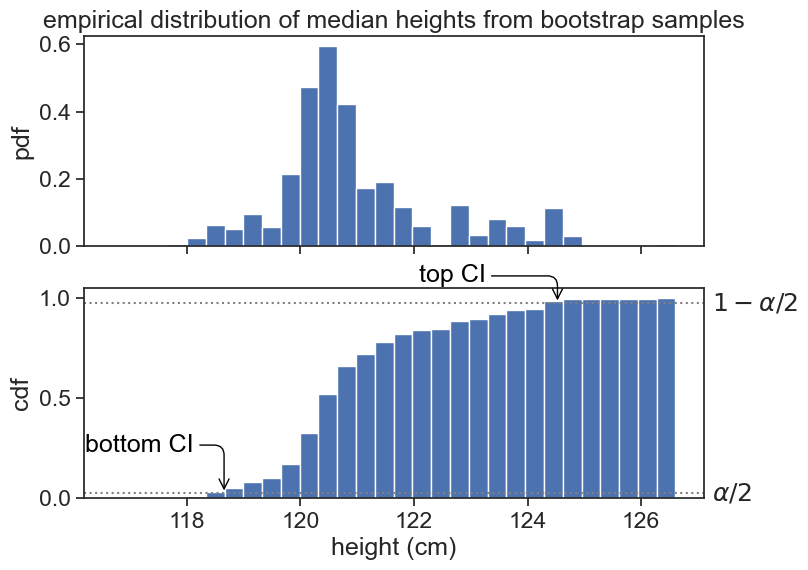 empirical distribution of median heights from bootstrap samples
0.6
0.4
0.2
0.0
pdf
top CI
1.0
0.5
0.0
cdf
1 − α/2
bottom CI
α/2
118 120 122 124 126
height (cm)